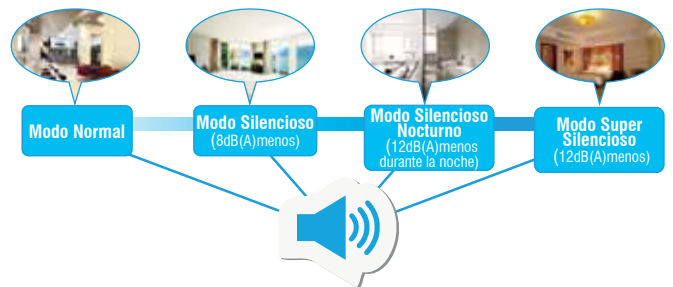 Modo Normal
Modo Silencioso
(8dB(A)menos)
Modo Silencioso
Nocturno
(12dB(A)menos
durante la noche)
Modo Super
Silencioso
(12dB(A)menos)